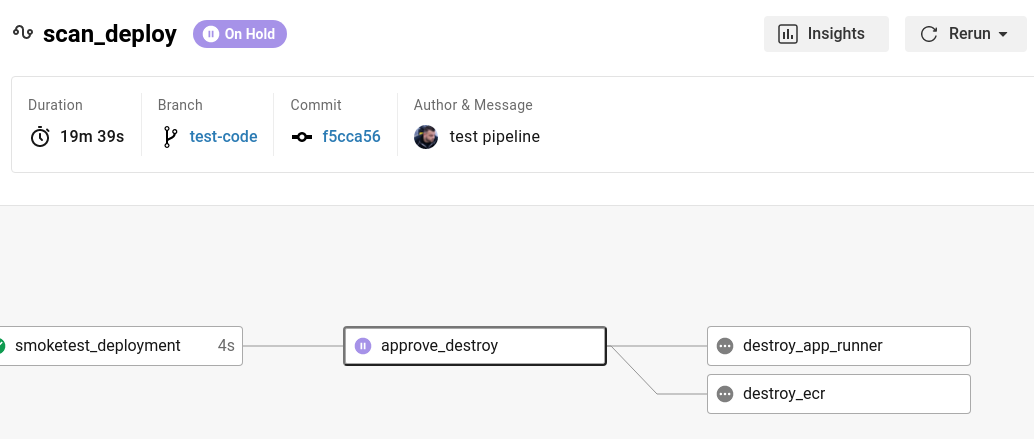 scan_deploy On Hold Insights Rerun
Duration Branch Commit Author & Message
19m 39s test-code f5cca56 test pipeline
smoketest_deployment 4s approve_destroy destroy_app_runner
destroy_ecr